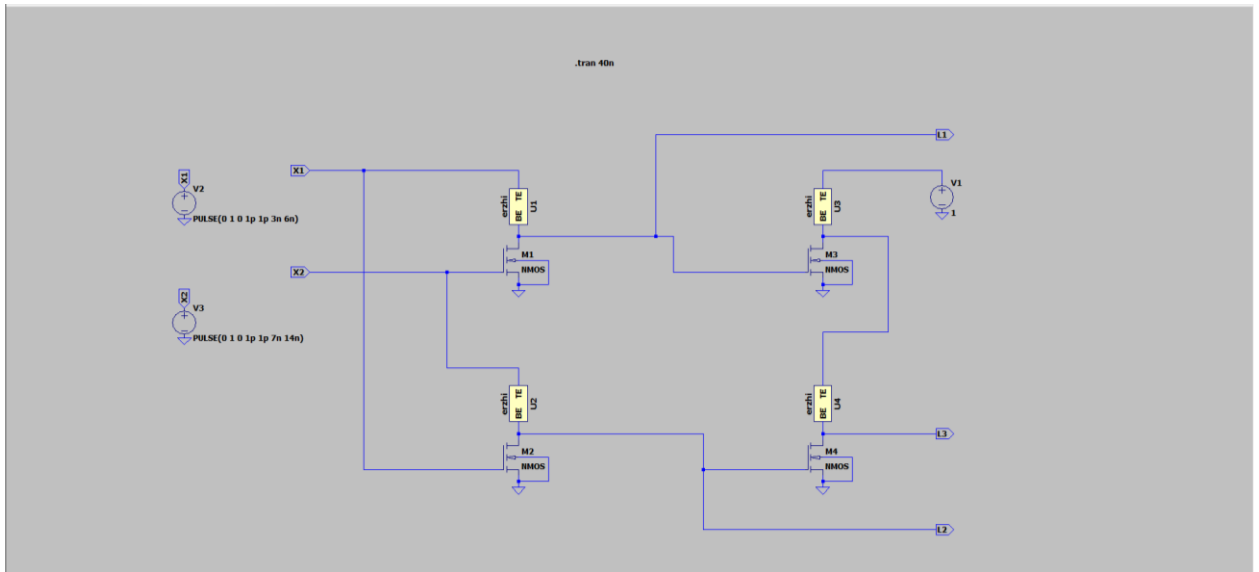 .tran 40n
L1
X1
X1
V2
PULSE(0 1 0 1p 1p 3n 6n)
erzhi
BE TE
U1
erzhi
BE TE
U3
V1
1
M1
NMOS
M3
NMOS
X2
X2
V3
PULSE(0 1 0 1p 1p 7n 14n)
erzhi
BE TE
U2
erzhi
BE TE
U4
L3
M2
NMOS
M4
NMOS
L2